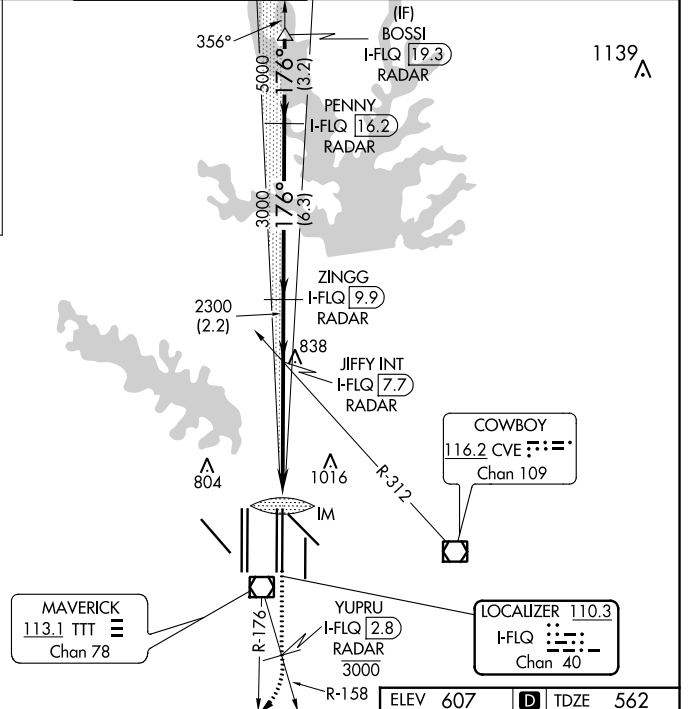 (IF)
BOSSI
I-FLQ 19.3
RADAR
356°
1139
5000
176°
(3.2)
PENNY
I-FLQ 16.2
RADAR
3000
176°
(6.3)
ZINGG
I-FLQ 9.9
RADAR
2300
(2.2)
838
JIFFY INT
I-FLQ 7.7
RADAR
COWBOY
116.2 CVE
Chan 109
R-312
804
1016
IM
MAVERICK
113.1 TTT
Chan 78
R-176
YUPRU
I-FLQ 2.8
RADAR
3000
R-158
LOCALIZER 110.3
I-FLQ
Chan 40
ELEV 607 D TDZE 562